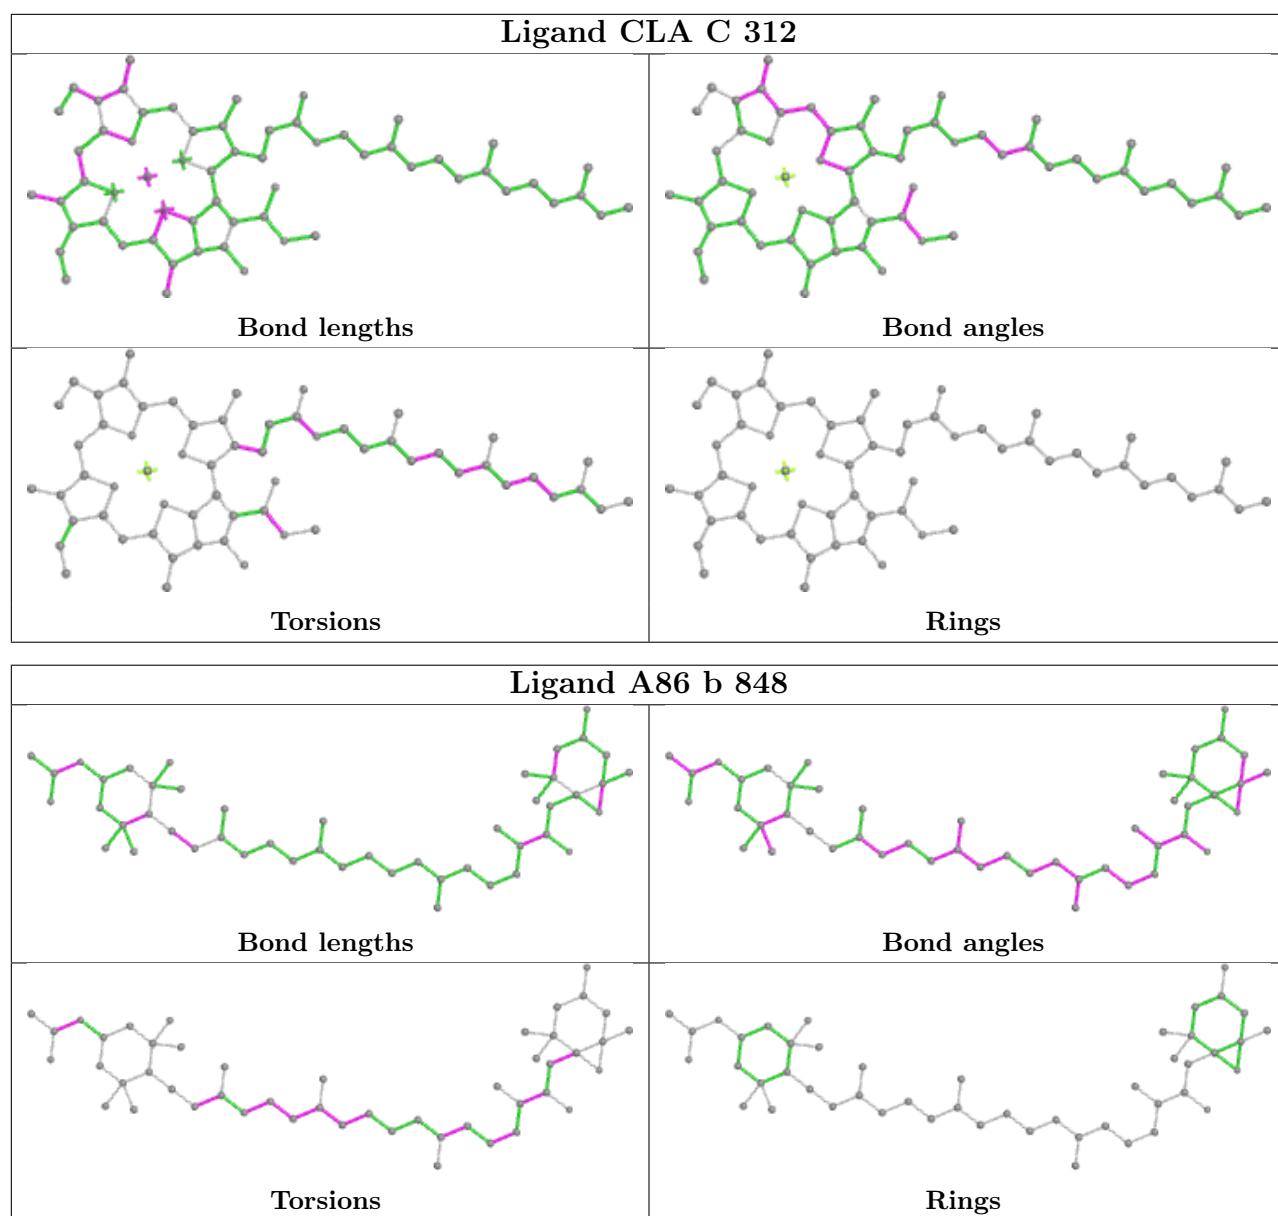 Ligand CLA C 312
Bond lengths
Bond angles
Torsions
Rings
Ligand A86 b 848
Bond lengths
Bond angles
Torsions
Rings